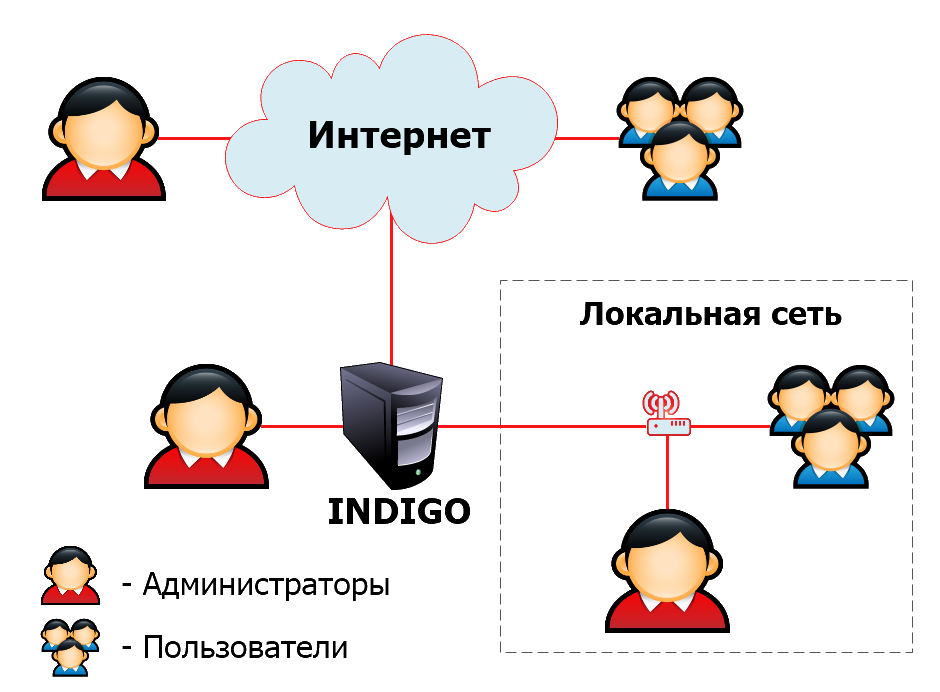 Интернет
Локальная сеть
INDIGO
- Администраторы
- Пользователи